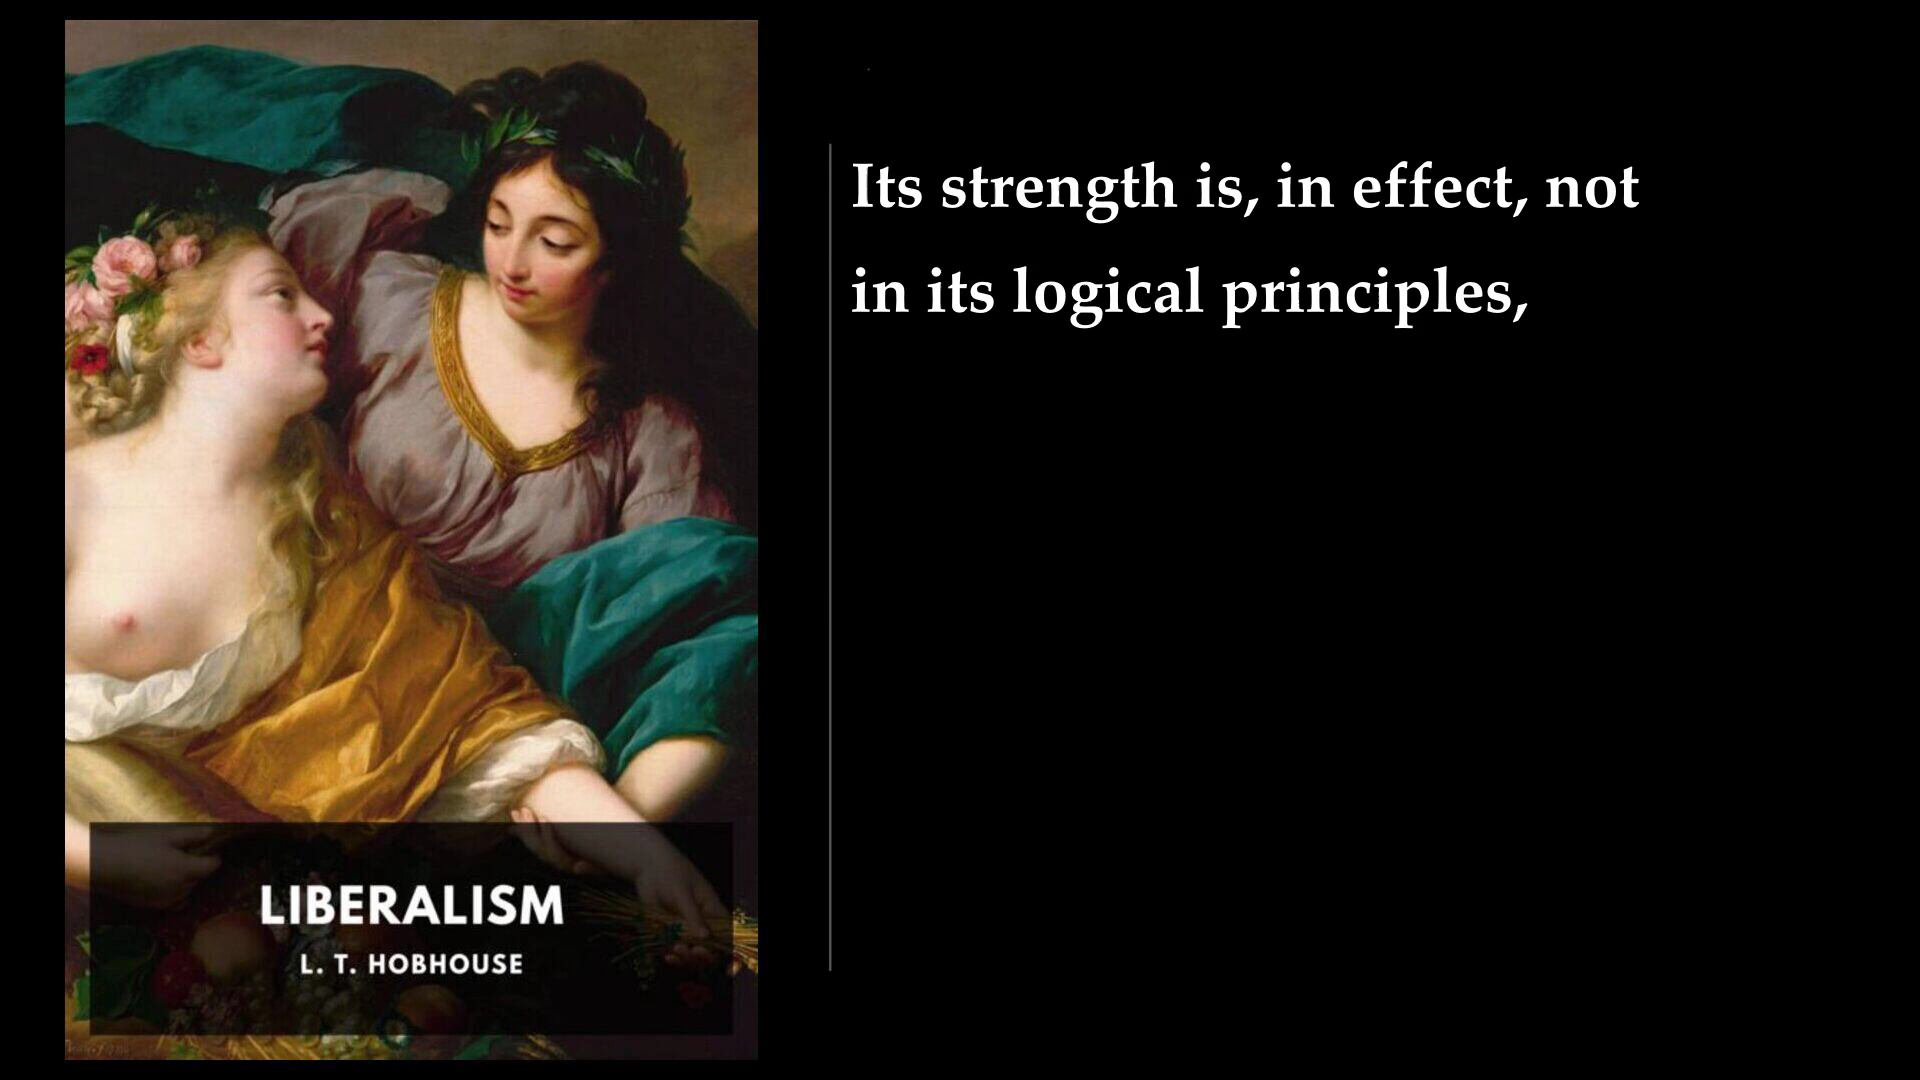 Its strength is, in effect, not
in its logical principles,
LIBERALISM
L. T. HOBHOUSE